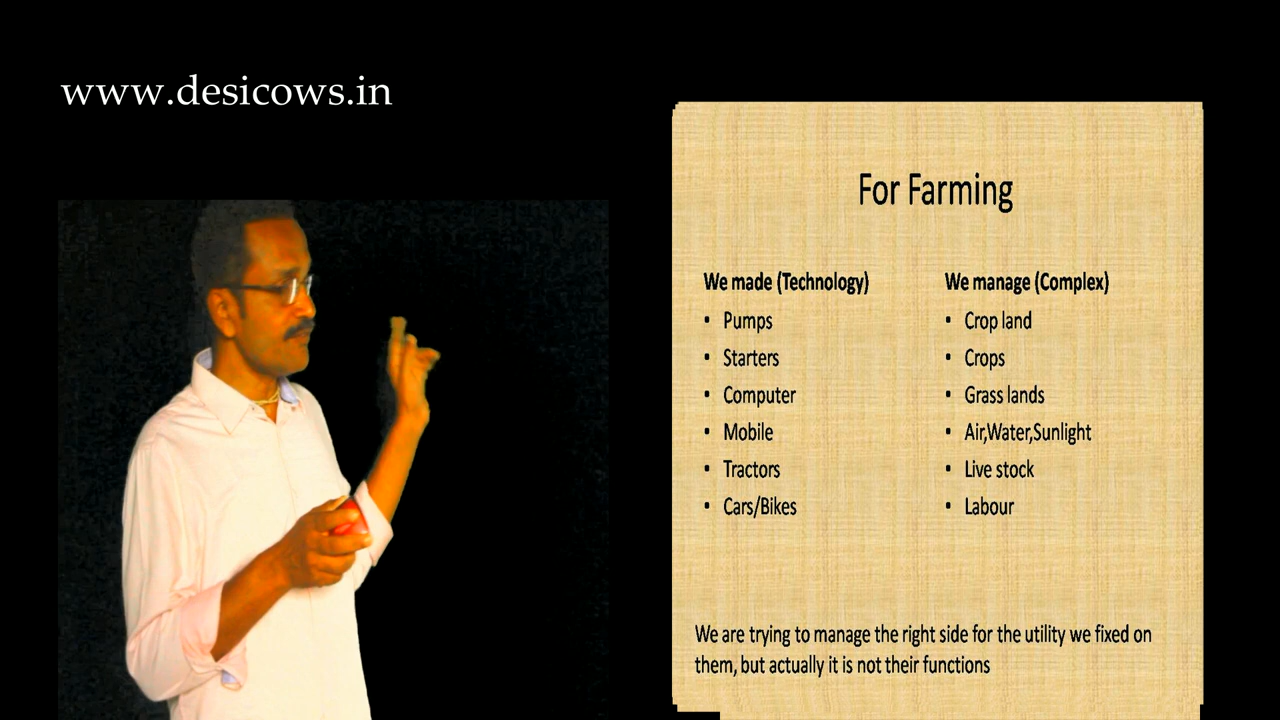 www.desicows.in
For Farming
We made (Technology)
• Pumps
• Starters
• Computer
• Mobile
• Tractors
• Cars/Bikes
We manage (Complex)
• Crop land
• Crops
• Grass lands
• Air,Water,Sunlight
• Live stock
• Labour
We are trying to manage the right side for the utility we fixed on
them, but actually it is not their functions